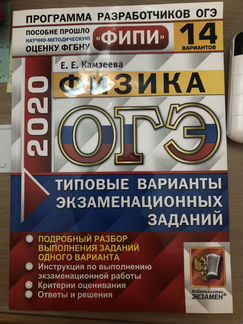 ПРОГРАММА РАЗРАБОТЧИКОВ ОГЭ
ПОСОБИЕ ПРОШЛО
НАУЧНО-МЕТОДИЧЕСКУЮ
ОЦЕНКУ ФГБНУ
«ФИПИ»
14
ВАРИАНТОВ
Е. Е. Камзеева
ФИЗИКА
2020
ОГЭ
ТИПОВЫЕ ВАРИАНТЫ
ЭКЗАМЕНАЦИОННЫХ
ЗАДАНИЙ
ПОДРОБНЫЙ РАЗБОР
ВЫПОЛНЕНИЯ ЗАДАНИЙ
ОДНОГО ВАРИАНТА
Инструкция по выполнению
экзаменационной работы
Критерии оценивания
Ответы и решения
Издательство
ЭКЗАМЕН